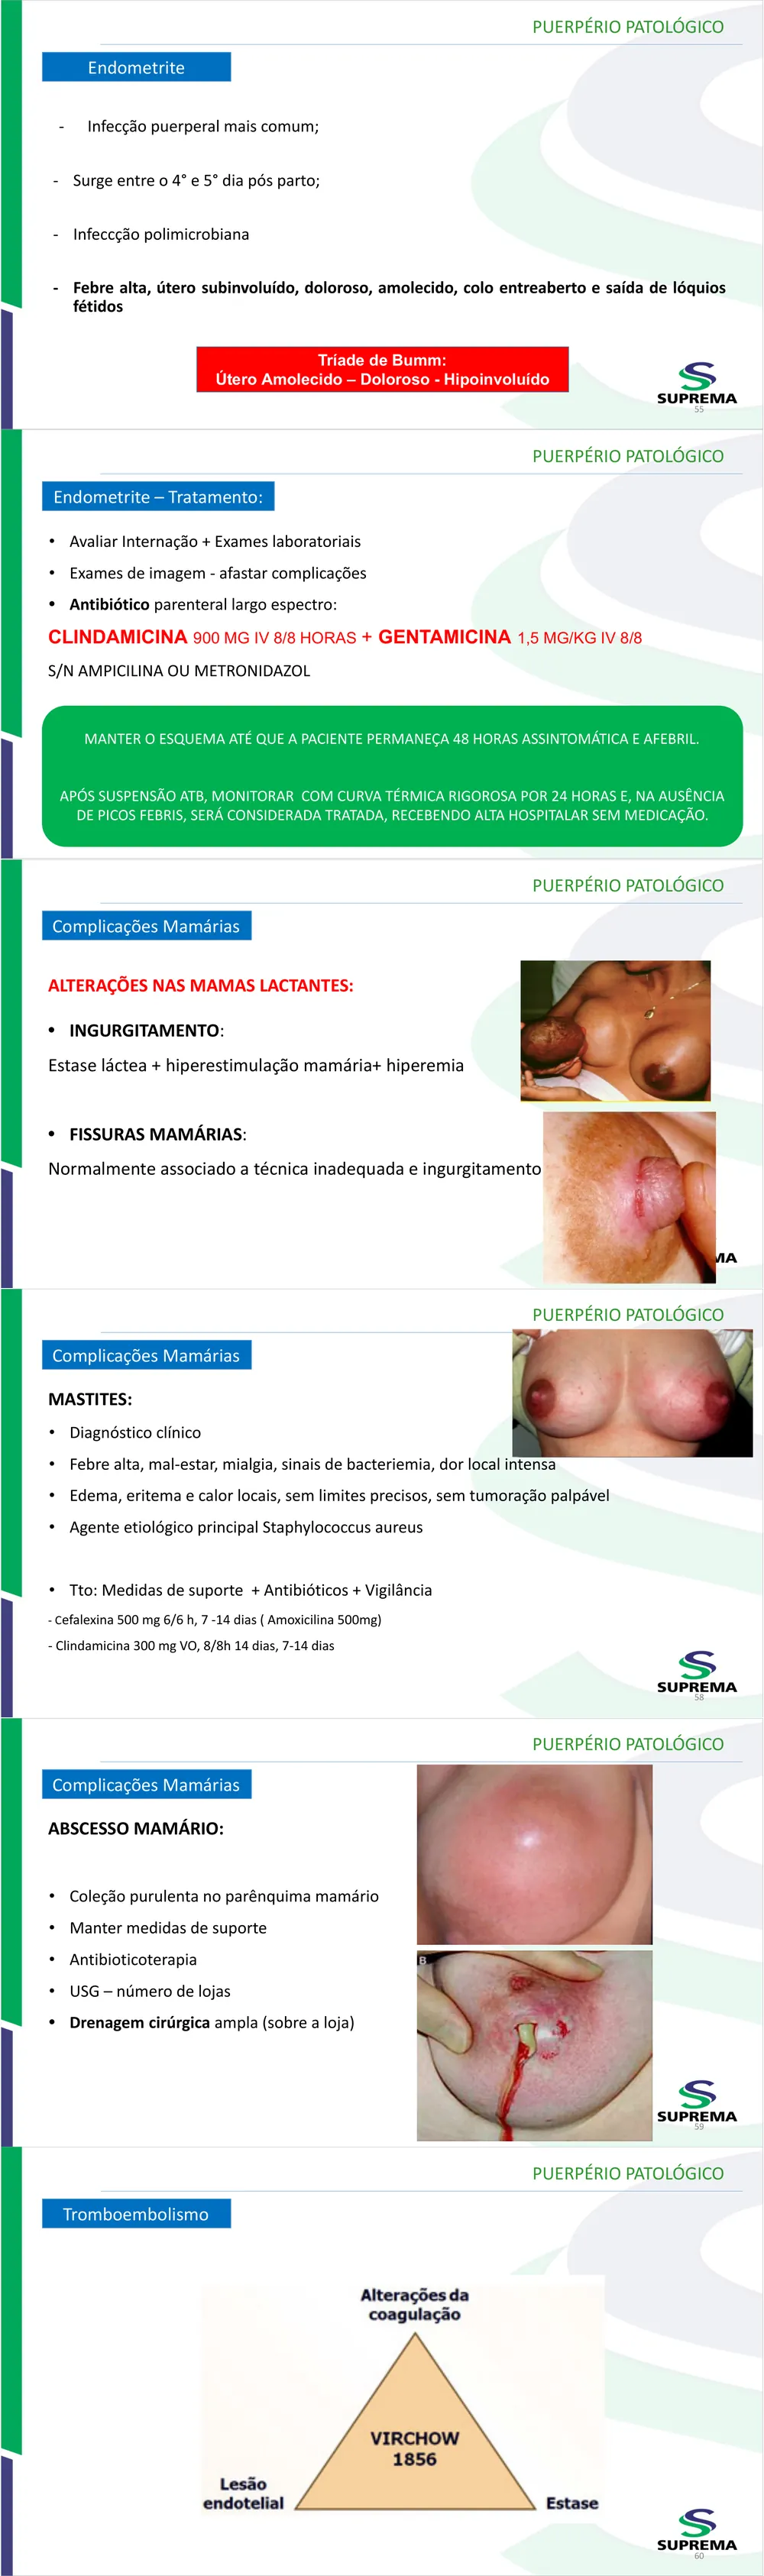 PUERPÉRIO PATOLÓGICO
Endometrite
- Infecção puerperal mais comum;
- Surge entre o 4° e 5° dia pós parto;
- Infeccção polimicrobiana
- Febre alta, útero subinvoluído, doloroso, amolecido, colo entreaberto e saída de lóquios
fétidos
Tríade de Bumm:
Útero Amolecido – Doloroso - Hipoinvoluído
SUPREMA
55
PUERPÉRIO PATOLÓGICO
Endometrite – Tratamento:
• Avaliar Internação + Exames laboratoriais
• Exames de imagem - afastar complicações
• Antibiótico parenteral largo espectro:
CLINDAMICINA 900 MG IV 8/8 HORAS + GENTAMICINA 1,5 MG/KG IV 8/8
S/N AMPICILINA OU METRONIDAZOL
MANTER O ESQUEMA ATÉ QUE A PACIENTE PERMANEÇA 48 HORAS ASSINTOMÁTICA E AFEBRIL.
APÓS SUSPENSÃO ATB, MONITORAR COM CURVA TÉRMICA RIGOROSA POR 24 HORAS E, NA AUSÊNCIA
DE PICOS FEBRIS, SERÁ CONSIDERADA TRATADA, RECEBENDO ALTA HOSPITALAR SEM MEDICAÇÃO.
PUERPÉRIO PATOLÓGICO
Complicações Mamárias
ALTERAÇÕES NAS MAMAS LACTANTES:
• INGURGITAMENTO:
Estase láctea + hiperestimulação mamária+ hiperemia
• FISSURAS MAMÁRIAS:
Normalmente associado a técnica inadequada e ingurgitamento
MA
PUERPÉRIO PATOLÓGICO
Complicações Mamárias
MASTITES:
• Diagnóstico clínico
• Febre alta, mal-estar, mialgia, sinais de bacteriemia, dor local intensa
• Edema, eritema e calor locais, sem limites precisos, sem tumoração palpável
• Agente etiológico principal Staphylococcus aureus
• Tto: Medidas de suporte + Antibióticos + Vigilância
- Cefalexina 500 mg 6/6 h, 7 -14 dias ( Amoxicilina 500mg)
- Clindamicina 300 mg VO, 8/8h 14 dias, 7-14 dias
SUPREMA
58
PUERPÉRIO PATOLÓGICO
Complicações Mamárias
ABSCESSO MAMÁRIO:
• Coleção purulenta no parênquima mamário
• Manter medidas de suporte
• Antibioticoterapia
• USG – número de lojas
• Drenagem cirúrgica ampla (sobre a loja)
B
SUPREMA
59
PUERPÉRIO PATOLÓGICO
Tromboembolismo
Alterações da
coagulação
VIRCHOW
1856
Lesão
endotelial
Estase
SUPREMA
60